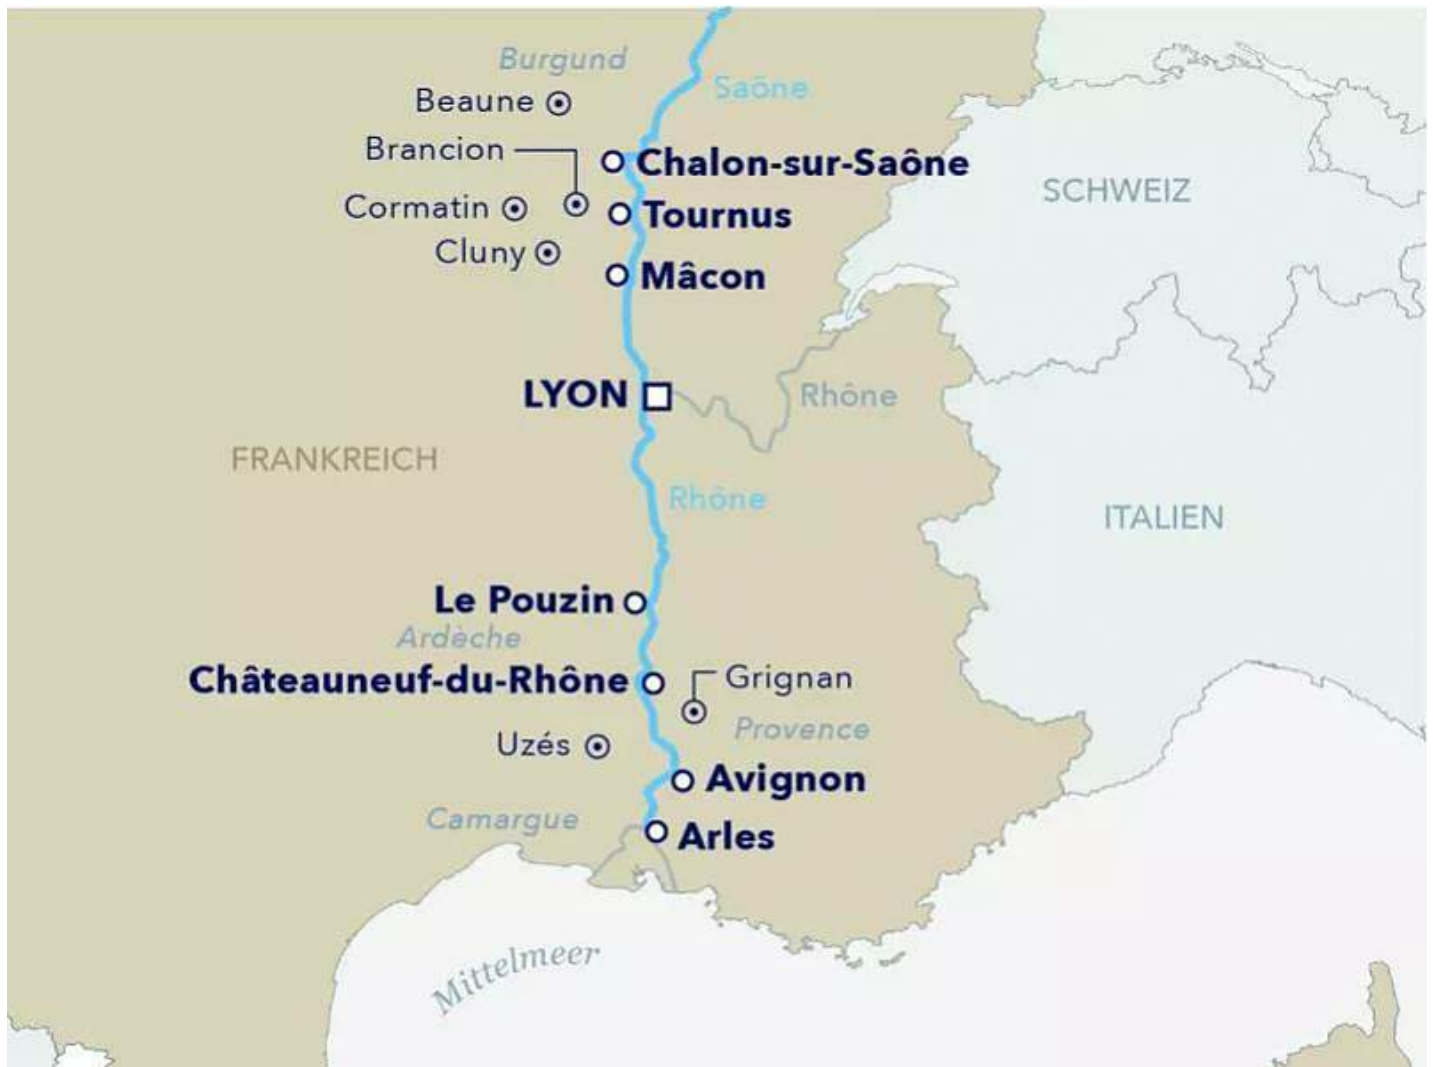 Burgund
Saône
Beaune
Brancion
Chalon-sur-Saône
SCHWEIZ
Cormatin
Tournus
Cluny
Mâcon
LYON
Rhône
FRANKREICH
Rhône
ITALIEN
Le Pouzin
Ardèche
Châteauneuf-du-Rhône
Grignan
Provence
Uzés
Avignon
Camargue
Arles
Mittelmeer